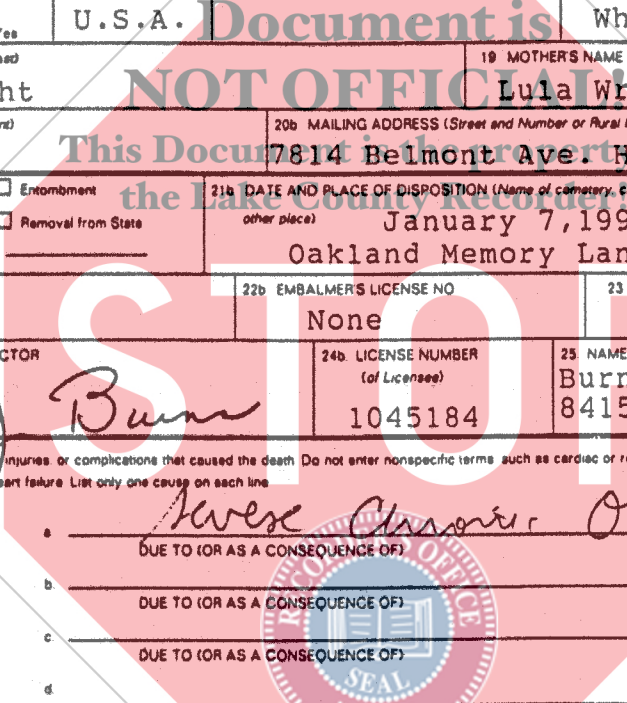 Yes
U.S.A.
Document is
Wh
NOT OFFICIAL!
19 MOTHER'S NAME
ht
Lula Wr
20b MAILING ADDRESS (Street and Number or Rural
This Document is the property
7814 Belmont Ave. H
Entombment
the Lake County Recorder!
21b DATE AND PLACE OF DISPOSITION (Name of cemetery, c
Removal from State
other place)
January 7, 199
Oakland Memory Lan
STO
22b EMBALMER'S LICENSE NO
23
None
CTOR
24b. LICENSE NUMBER
25 NAME
(of Licensee)
Burns
Burn
1045184
8415
injuries. or complications that caused the death Do not enter nonspecific terms such as cardiac or r
eart failure List only one cause on each line
a
Severe Chronic O
DUE TO (OR AS A CONSEQUENCE OF)
b.
DUE TO (OR AS A CONSEQUENCE OF)
c
DUE TO (OR AS A CONSEQUENCE OF)
d
RECORDER'S OFFICE
SEAL